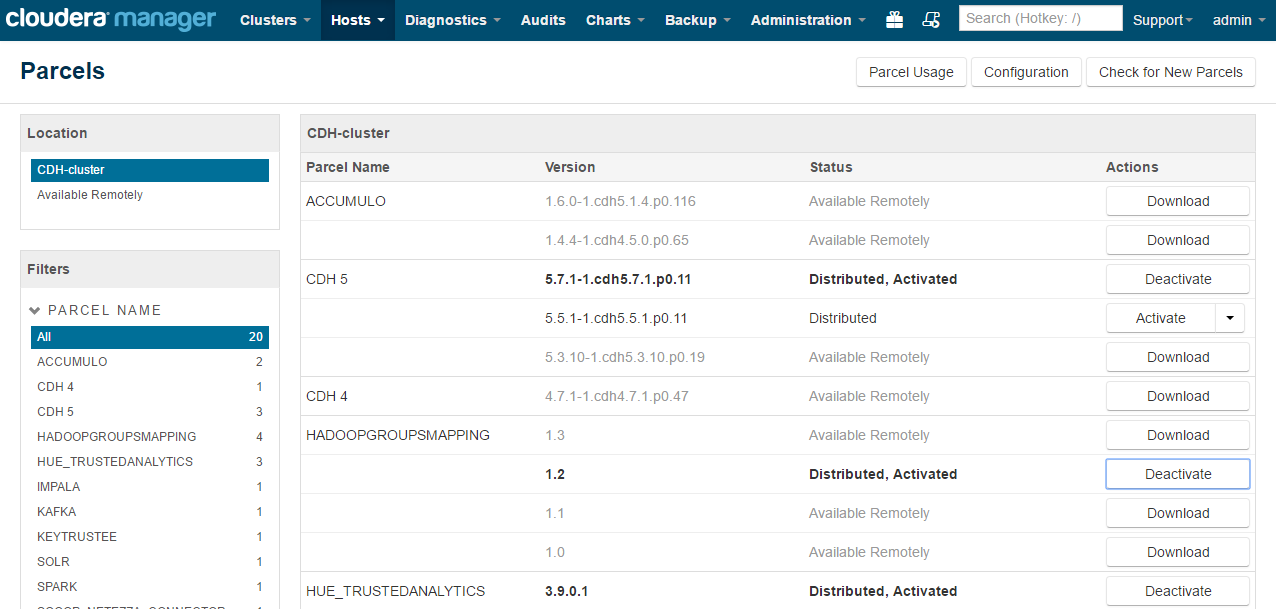 cloudera manager Clusters Hosts Diagnostics Audits Charts Backup Administration Search (Hotkey: /) Support admin
Parcels Parcel Usage Configuration Check for New Parcels
Location
CDH-cluster
Available Remotely
Filters
PARCEL NAME
All 20
ACCUMULO 2
CDH 4 1
CDH 5 3
HADOOPGROUPSMAPPING 4
HUE_TRUSTEDANALYTICS 3
IMPALA 1
KAFKA 1
KEYTRUSTEE 1
SOLR 1
SPARK 1
CDH-cluster
Parcel Name Version Status Actions
ACCUMULO 1.6.0-1.cdh5.1.4.p0.116 Available Remotely Download
1.4.4-1.cdh4.5.0.p0.65 Available Remotely Download
CDH 5 5.7.1-1.cdh5.7.1.p0.11 Distributed, Activated Deactivate
5.5.1-1.cdh5.5.1.p0.11 Distributed Activate
5.3.10-1.cdh5.3.10.p0.19 Available Remotely Download
CDH 4 4.7.1-1.cdh4.7.1.p0.47 Available Remotely Download
HADOOPGROUPSMAPPING 1.3 Available Remotely Download
1.2 Distributed, Activated Deactivate
1.1 Available Remotely Download
1.0 Available Remotely Download
HUE_TRUSTEDANALYTICS 3.9.0.1 Distributed, Activated Deactivate